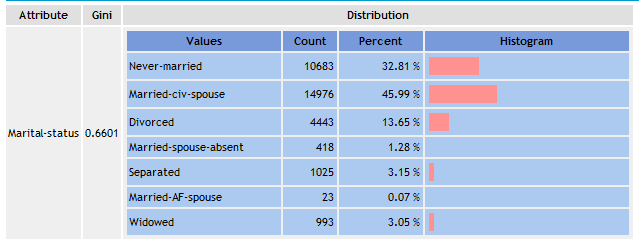 Attribute Gini Distribution
Values Count Percent Histogram
Never-married 10683 32.81 %
Married-civ-spouse 14976 45.99 %
Divorced 4443 13.65 %
Marital-status 0.6601
Married-spouse-absent 418 1.28 %
Separated 1025 3.15 %
Married-AF-spouse 23 0.07 %
Widowed 993 3.05 %